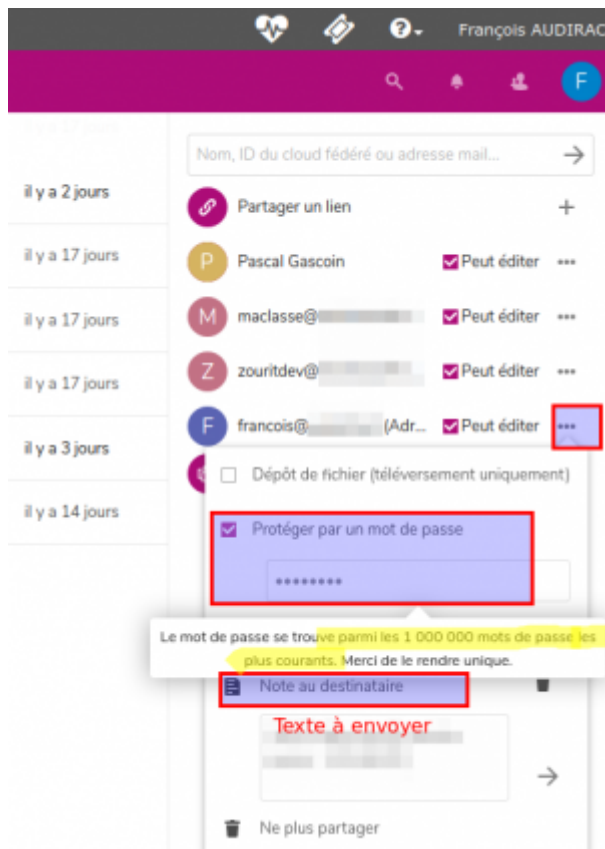 François AUDIRAC
F
Nom, ID du cloud fédéré ou adresse mail...
il y a 2 jours
Partager un lien
il y a 17 jours
P Pascal Gascoin Peut éditer
il y a 17 jours
M maclasse@ Peut éditer
il y a 17 jours
Z zouritdev@ Peut éditer
F francois@ (Adr... Peut éditer
il y a 3 jours
Dépôt de fichier (téléversement uniquement)
il y a 14 jours
Protéger par un mot de passe
••••••••
Le mot de passe se trouve parmi les 1 000 000 mots de passe les
plus courants. Merci de le rendre unique.
Note au destinataire
Texte à envoyer
Ne plus partager